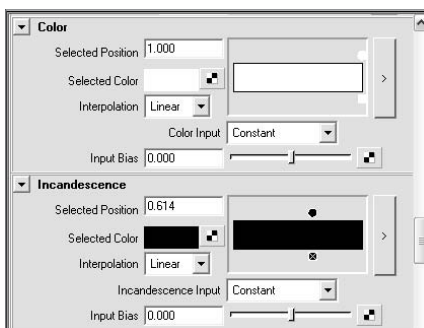 Color
Selected Position 1.000
Selected Color
Interpolation Linear
Color Input Constant
Input Bias 0.000
Incandescence
Selected Position 0.614
Selected Color
Interpolation Linear
Incandescence Input Constant
Input Bias 0.000